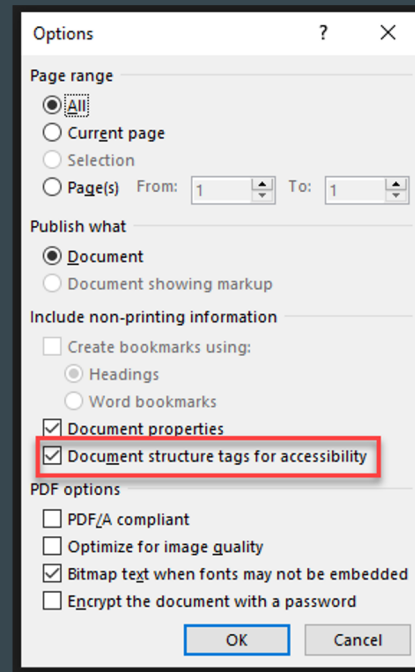 Options ? ×
Page range
All
Current page
Selection
Page(s) From: 1 To: 1
Publish what
Document
Document showing markup
Include non-printing information
Create bookmarks using:
Headings
Word bookmarks
Document properties
Document structure tags for accessibility
PDF options
PDF/A compliant
Optimize for image quality
Bitmap text when fonts may not be embedded
Encrypt the document with a password
OK Cancel